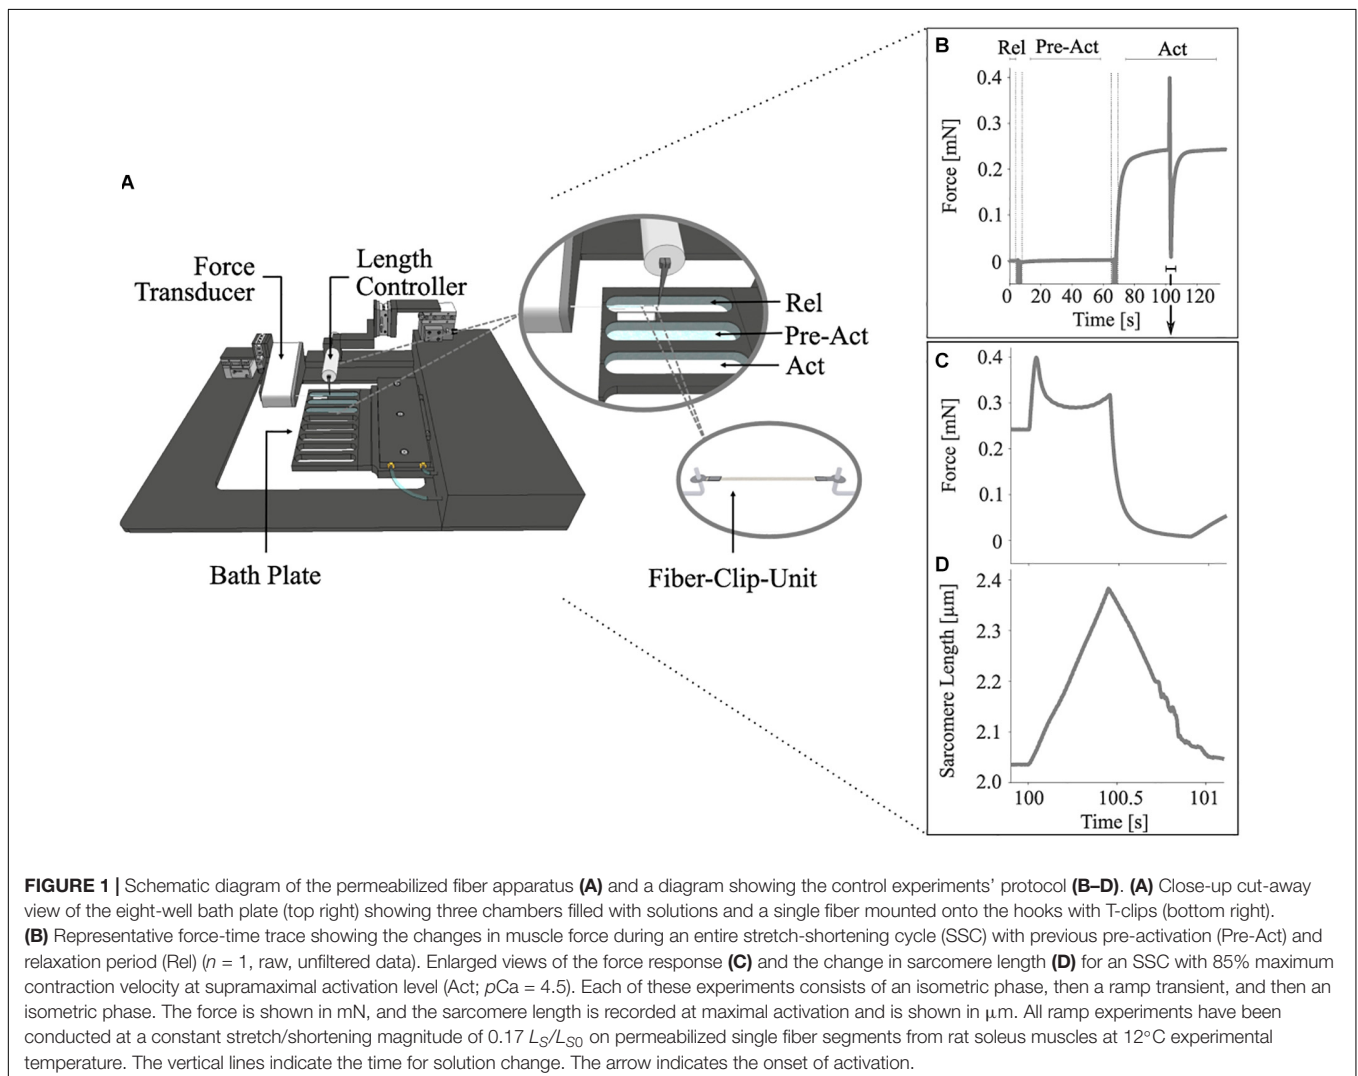 A
Force
Transducer
Length
Controller
Rel
Pre-Act
Act
Bath Plate
Fiber-Clip-Unit
B
Rel Pre-Act Act
0.4
0.3
0.2
0.1
0
Force [mN]
0 20 40 60 80 100 120
Time [s]
C
0.4
0.3
0.2
0.1
0
Force [mN]
D
2.4
2.3
2.2
2.1
2.0
Sarcomere Length [μm]
100 100.5 101
Time [s]
FIGURE 1 | Schematic diagram of the permeabilized fiber apparatus (A) and a diagram showing the control experiments' protocol (B–D). (A) Close-up cut-away
view of the eight-well bath plate (top right) showing three chambers filled with solutions and a single fiber mounted onto the hooks with T-clips (bottom right).
(B) Representative force-time trace showing the changes in muscle force during an entire stretch-shortening cycle (SSC) with previous pre-activation (Pre-Act) and
relaxation period (Rel) (n = 1, raw, unfiltered data). Enlarged views of the force response (C) and the change in sarcomere length (D) for an SSC with 85% maximum
contraction velocity at supramaximal activation level (Act; pCa = 4.5). Each of these experiments consists of an isometric phase, then a ramp transient, and then an
isometric phase. The force is shown in mN, and the sarcomere length is recorded at maximal activation and is shown in μm. All ramp experiments have been
conducted at a constant stretch/shortening magnitude of 0.17 LS/LS0 on permeabilized single fiber segments from rat soleus muscles at 12°C experimental
temperature. The vertical lines indicate the time for solution change. The arrow indicates the onset of activation.